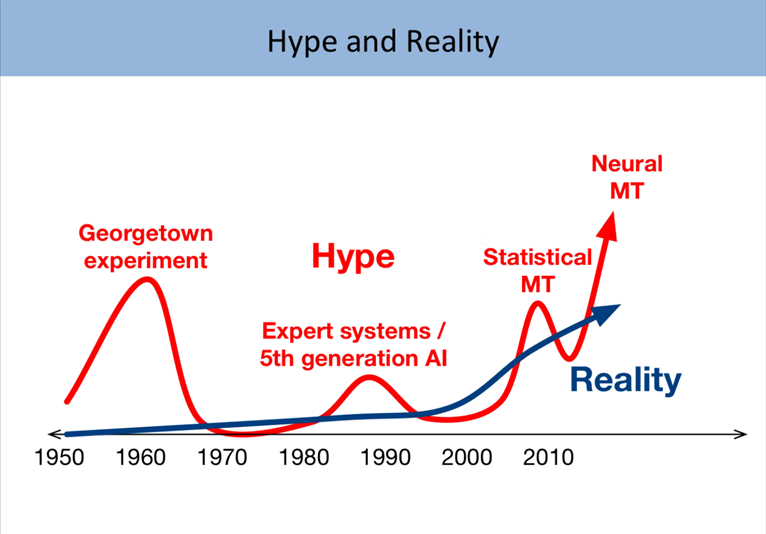 Hype and Reality
Neural
MT
Georgetown
experiment
Hype
Statistical
MT
Expert systems /
5th generation AI
Reality
1950 1960 1970 1980 1990 2000 2010